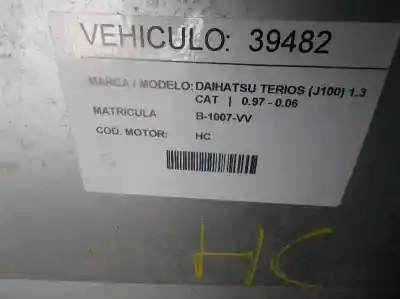 VEHICULO: 39482
MARCA / MODELO: DAIHATSU TERIOS (J100) 1.3
CAT | 0.97 - 0.06
MATRICULA B-1007-VV
COD. MOTOR: HC
HC